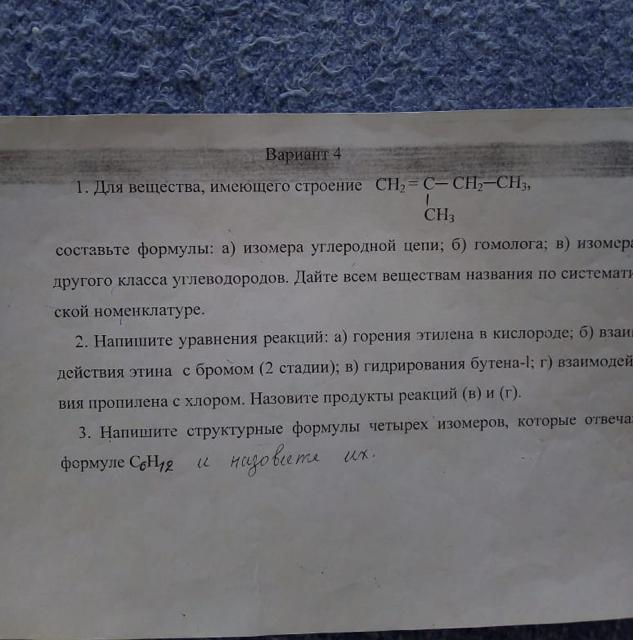 Вариант 4
1. Для вещества, имеющего строение CH₂ = C — CH₂—CH₃,
CH₃
составьте формулы: а) изомера углеродной цепи; б) гомолога; в) изомера
другого класса углеводородов. Дайте всем веществам названия по системати
ской номенклатуре.
2. Напишите уравнения реакций: а) горения этилена в кислороде; б) взаи
действия этина с бромом (2 стадии); в) гидрирования бутена-1; г) взаимодей
вия пропилена с хлором. Назовите продукты реакций (в) и (г).
3. Напишите структурные формулы четырех изомеров, которые отвеча
формуле C₆H₁₂ и назовите их.